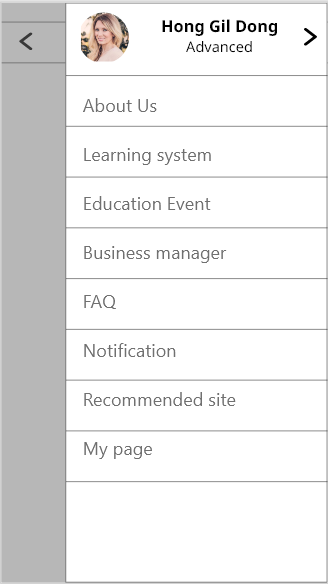 Hong Gil Dong
Advanced
About Us
Learning system
Education Event
Business manager
FAQ
Notification
Recommended site
My page